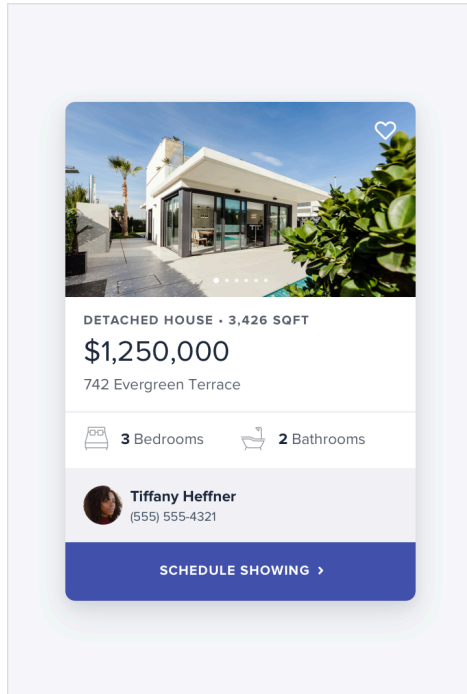 DETACHED HOUSE • 3,426 SQFT
$1,250,000
742 Evergreen Terrace
3 Bedrooms 2 Bathrooms
Tiffany Heffner
(555) 555-4321
SCHEDULE SHOWING ›